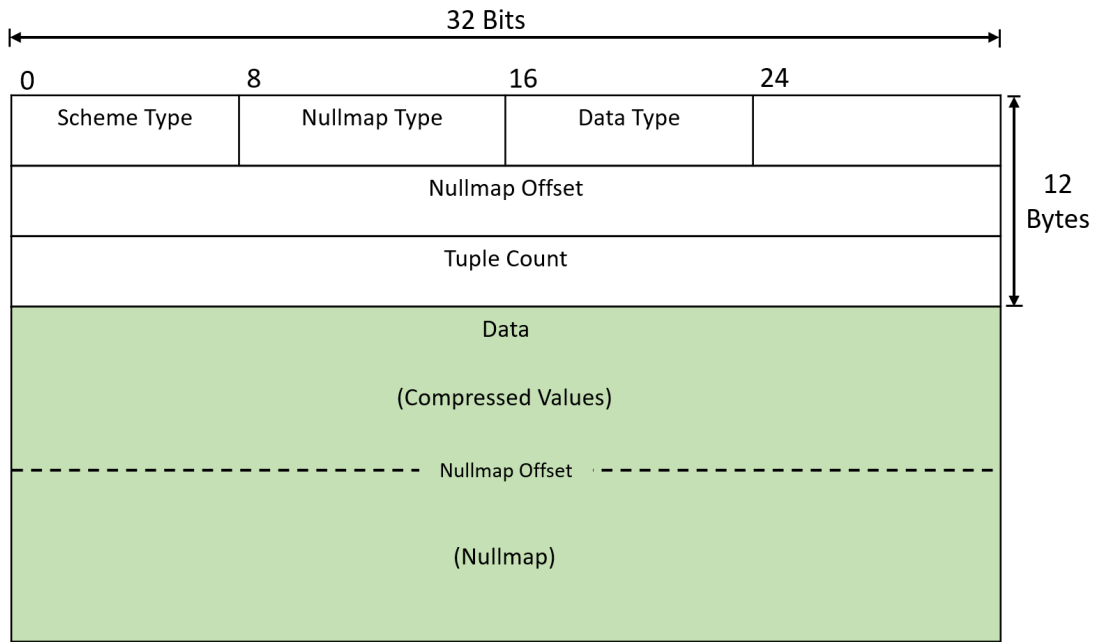 32 Bits
0 8 16 24
Scheme Type Nullmap Type Data Type
Nullmap Offset
12
Bytes
Tuple Count
Data
(Compressed Values)
Nullmap Offset
(Nullmap)